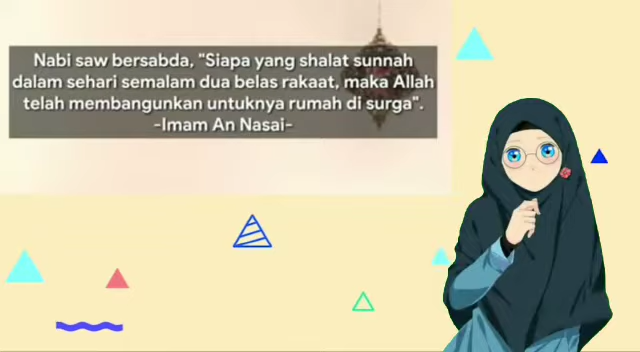 Nabi saw bersabda, "Siapa yang shalat sunnah
dalam sehari semalam dua belas rakaat, maka Allah
telah membangunkan untuknya rumah di surga".
-Imam An Nasai-